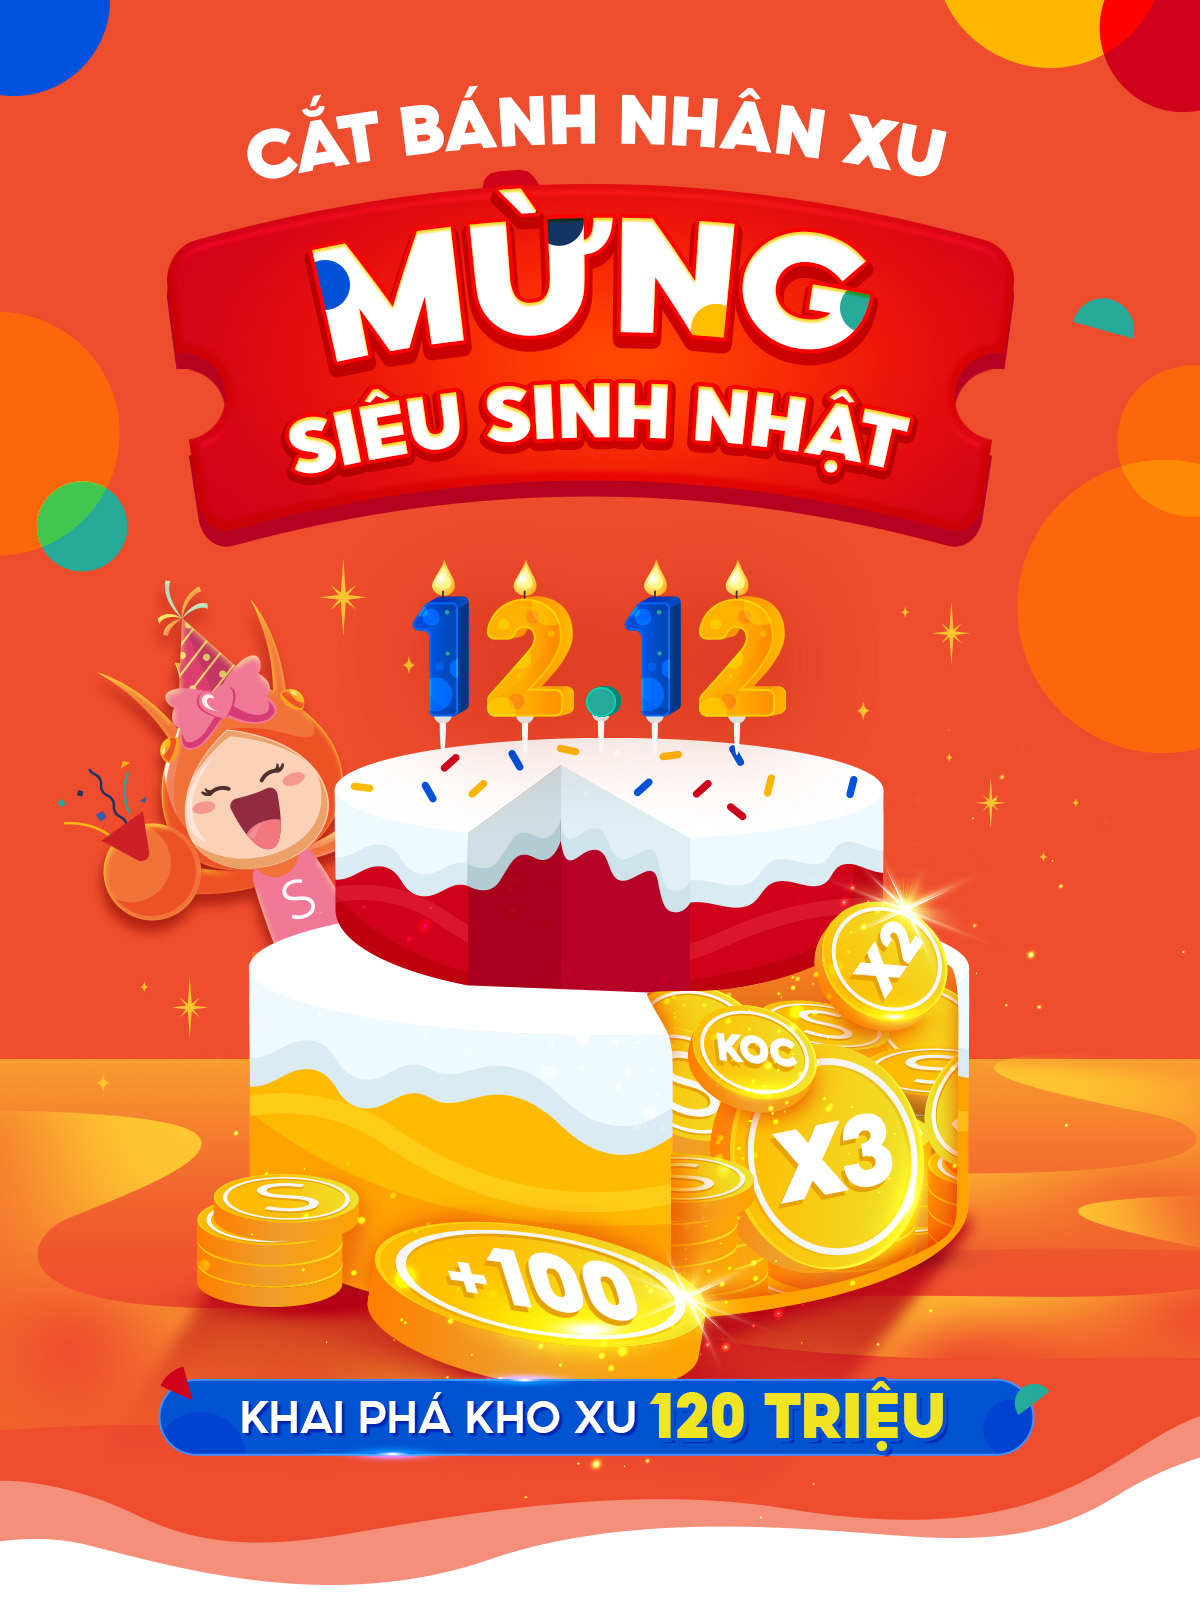 CẮT BÁNH NHÂN XU
MỪNG
SIÊU SINH NHẬT
12.12
S
X2
S
KOC
S
S
X3
S
S
+100
KHAI PHÁ KHO XU 120 TRIỆU